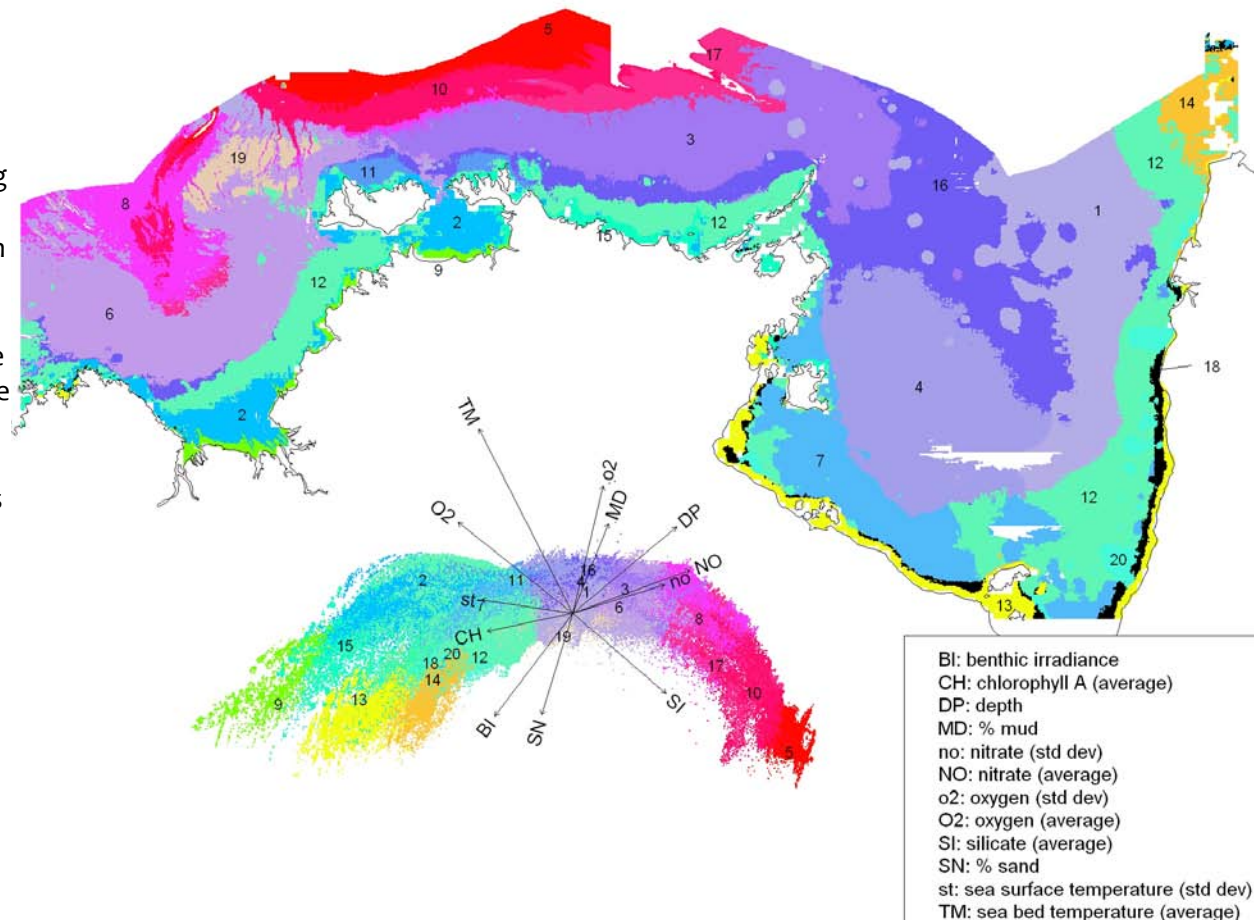 5
17
10
14
g
3
12
19
11
16
8
1
n
2
12
15
12
9
6
e
18
e
2
4
TM
7
s
.o2
12
O2
MD
DP
20
2
11
16
NO
4
no
3
13
st
7
1
6
CH
8
15
19
20
12
18
17
14
9
13
10
SI
BI
SN
5
BI: benthic irradiance
CH: chlorophyll A (average)
DP: depth
MD: % mud
no: nitrate (std dev)
NO: nitrate (average)
o2: oxygen (std dev)
O2: oxygen (average)
SI: silicate (average)
SN: % sand
st: sea surface temperature (std dev)
TM: sea bed temperature (average)